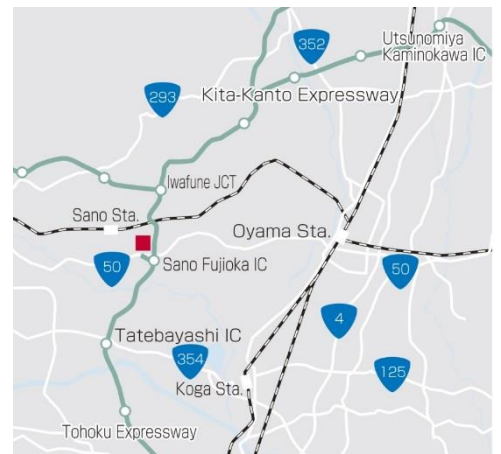 Utsunomiya
Kaminokawa IC
352
293
Kita-Kanto Expressway
Iwafune JCT
Sano Sta.
Oyama Sta.
50
Sano Fujioka IC
50
4
Tatebayashi IC
354
125
Koga Sta.
Tohoku Expressway